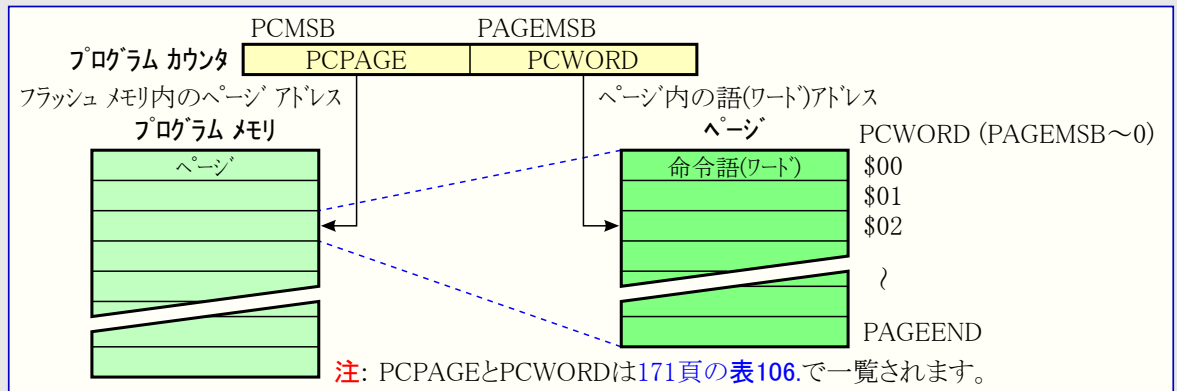 PCMSB PAGEMSB
プログラム カウンタ PCPAGE PCWORD
フラッシュ メモリ内のページ アドレス ページ内の語(ワード)アドレス
プログラム メモリ ページ PCWORD (PAGEMSB～0)
ページ 命令語(ワード) $00
$01
$02
～
PAGEEND
注: PCPAGEとPCWORDは171頁の表106.で一覧されます。